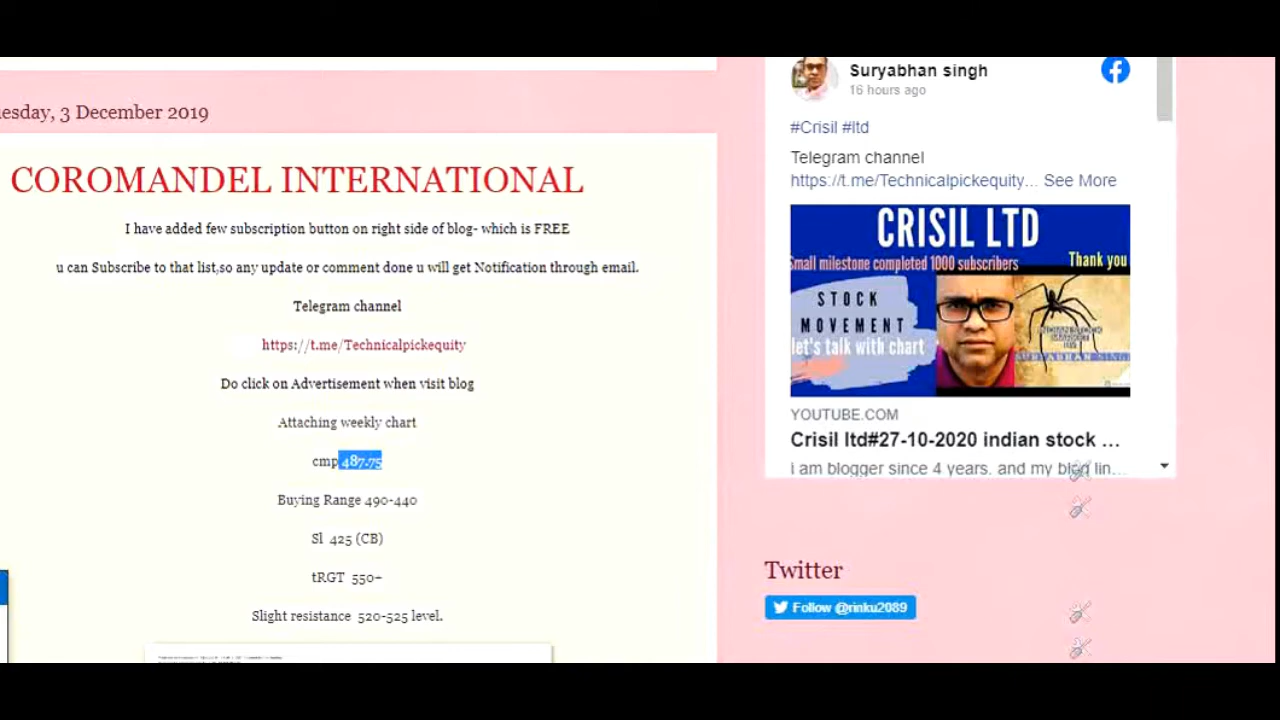 uesday, 3 December 2019
COROMANDEL INTERNATIONAL
I have added few subscription button on right side of blog- which is FREE
u can Subscribe to that list,so any update or comment done u will get Notification through email.
Telegram channel
https://t.me/Technicalpickequity
Do click on Advertisement when visit blog
Attaching weekly chart
cmp 487.75
Buying Range 490-440
Sl 425 (CB)
tRGT 550-
Slight resistance 520-525 level.
Suryabhan singh
16 hours ago
#Crisil #ltd
Telegram channel
https://t.me/Technicalpickequity... See More
CRISIL LTD
Small milestone completed 1000 subscribers
Thank you
STOCK
MOVEMENT
let's talk with chart
INDIAN STOCK
MARKET
SURYABHAN SINGH
YOUTUBE.COM
Crisil ltd#27-10-2020 indian stock ...
i am blogger since 4 years. and my blog lin...
Twitter
Follow @rinku2089